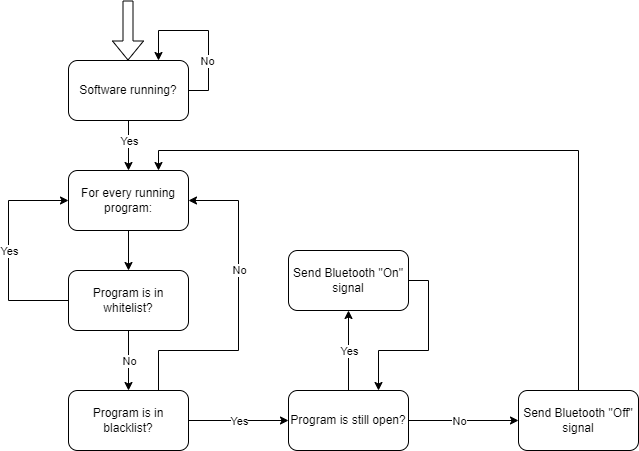 No
Software running?
Yes
For every running
program:
Yes
No
Send Bluetooth "On"
signal
Program is in
whitelist?
No
Yes
Program is in
blacklist?
Yes
Program is still open?
No
Send Bluetooth "Off"
signal